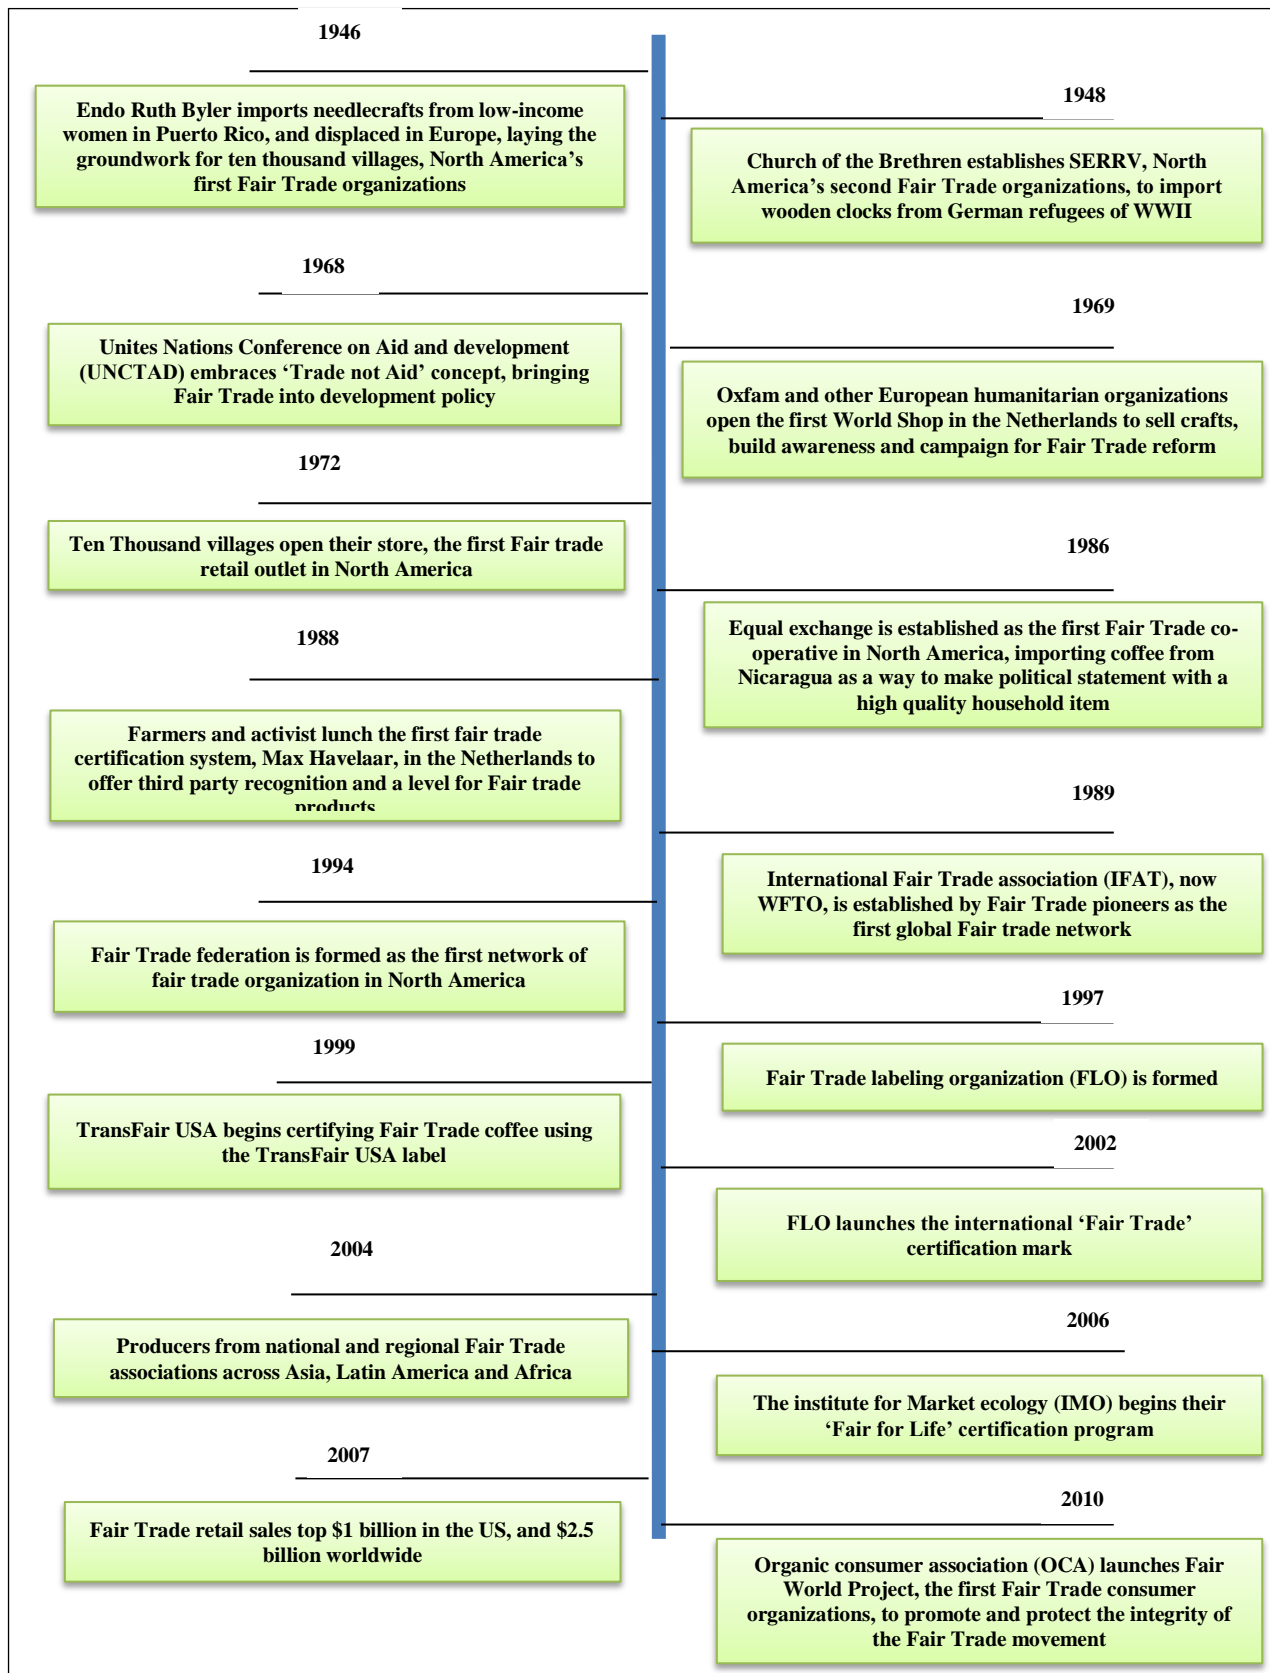 1946
Endo Ruth Byler imports needlecrafts from low-income
women in Puerto Rico, and displaced in Europe, laying the
groundwork for ten thousand villages, North America’s
first Fair Trade organizations
1948
Church of the Brethren establishes SERRV, North
America’s second Fair Trade organizations, to import
wooden clocks from German refugees of WWII
1968
Unites Nations Conference on Aid and development
(UNCTAD) embraces ‘Trade not Aid’ concept, bringing
Fair Trade into development policy
1969
Oxfam and other European humanitarian organizations
open the first World Shop in the Netherlands to sell crafts,
build awareness and campaign for Fair Trade reform
1972
Ten Thousand villages open their store, the first Fair trade
retail outlet in North America
1986
Equal exchange is established as the first Fair Trade co-
operative in North America, importing coffee from
Nicaragua as a way to make political statement with a
high quality household item
1988
Farmers and activist lunch the first fair trade
certification system, Max Havelaar, in the Netherlands to
offer third party recognition and a level for Fair trade
products
1989
International Fair Trade association (IFAT), now
WFTO, is established by Fair Trade pioneers as the
first global Fair trade network
1994
Fair Trade federation is formed as the first network of
fair trade organization in North America
1997
Fair Trade labeling organization (FLO) is formed
1999
TransFair USA begins certifying Fair Trade coffee using
the TransFair USA label
2002
FLO launches the international ‘Fair Trade’
certification mark
2004
Producers from national and regional Fair Trade
associations across Asia, Latin America and Africa
2006
The institute for Market ecology (IMO) begins their
‘Fair for Life’ certification program
2007
Fair Trade retail sales top $1 billion in the US, and $2.5
billion worldwide
2010
Organic consumer association (OCA) launches Fair
World Project, the first Fair Trade consumer
organizations, to promote and protect the integrity of
the Fair Trade movement